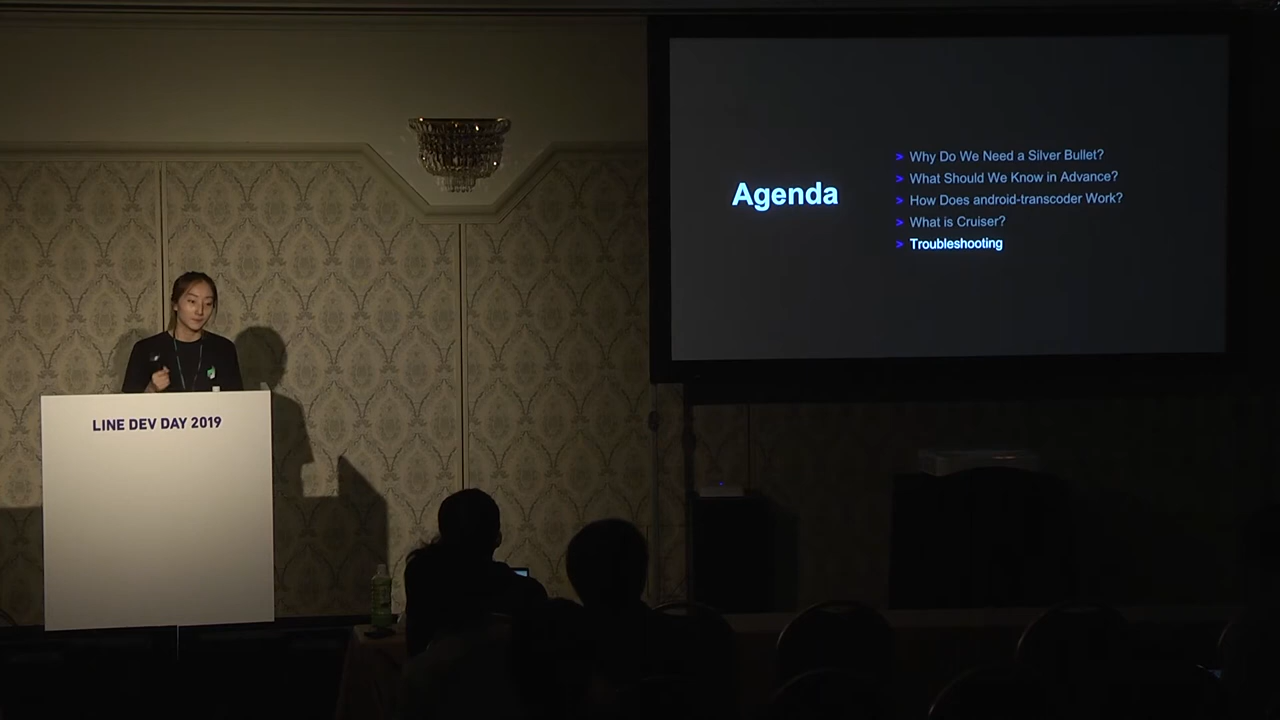 Agenda
> Why Do We Need a Silver Bullet?
> What Should We Know in Advance?
> How Does android-transcoder Work?
> What is Cruiser?
> Troubleshooting
LINE DEV DAY 2019